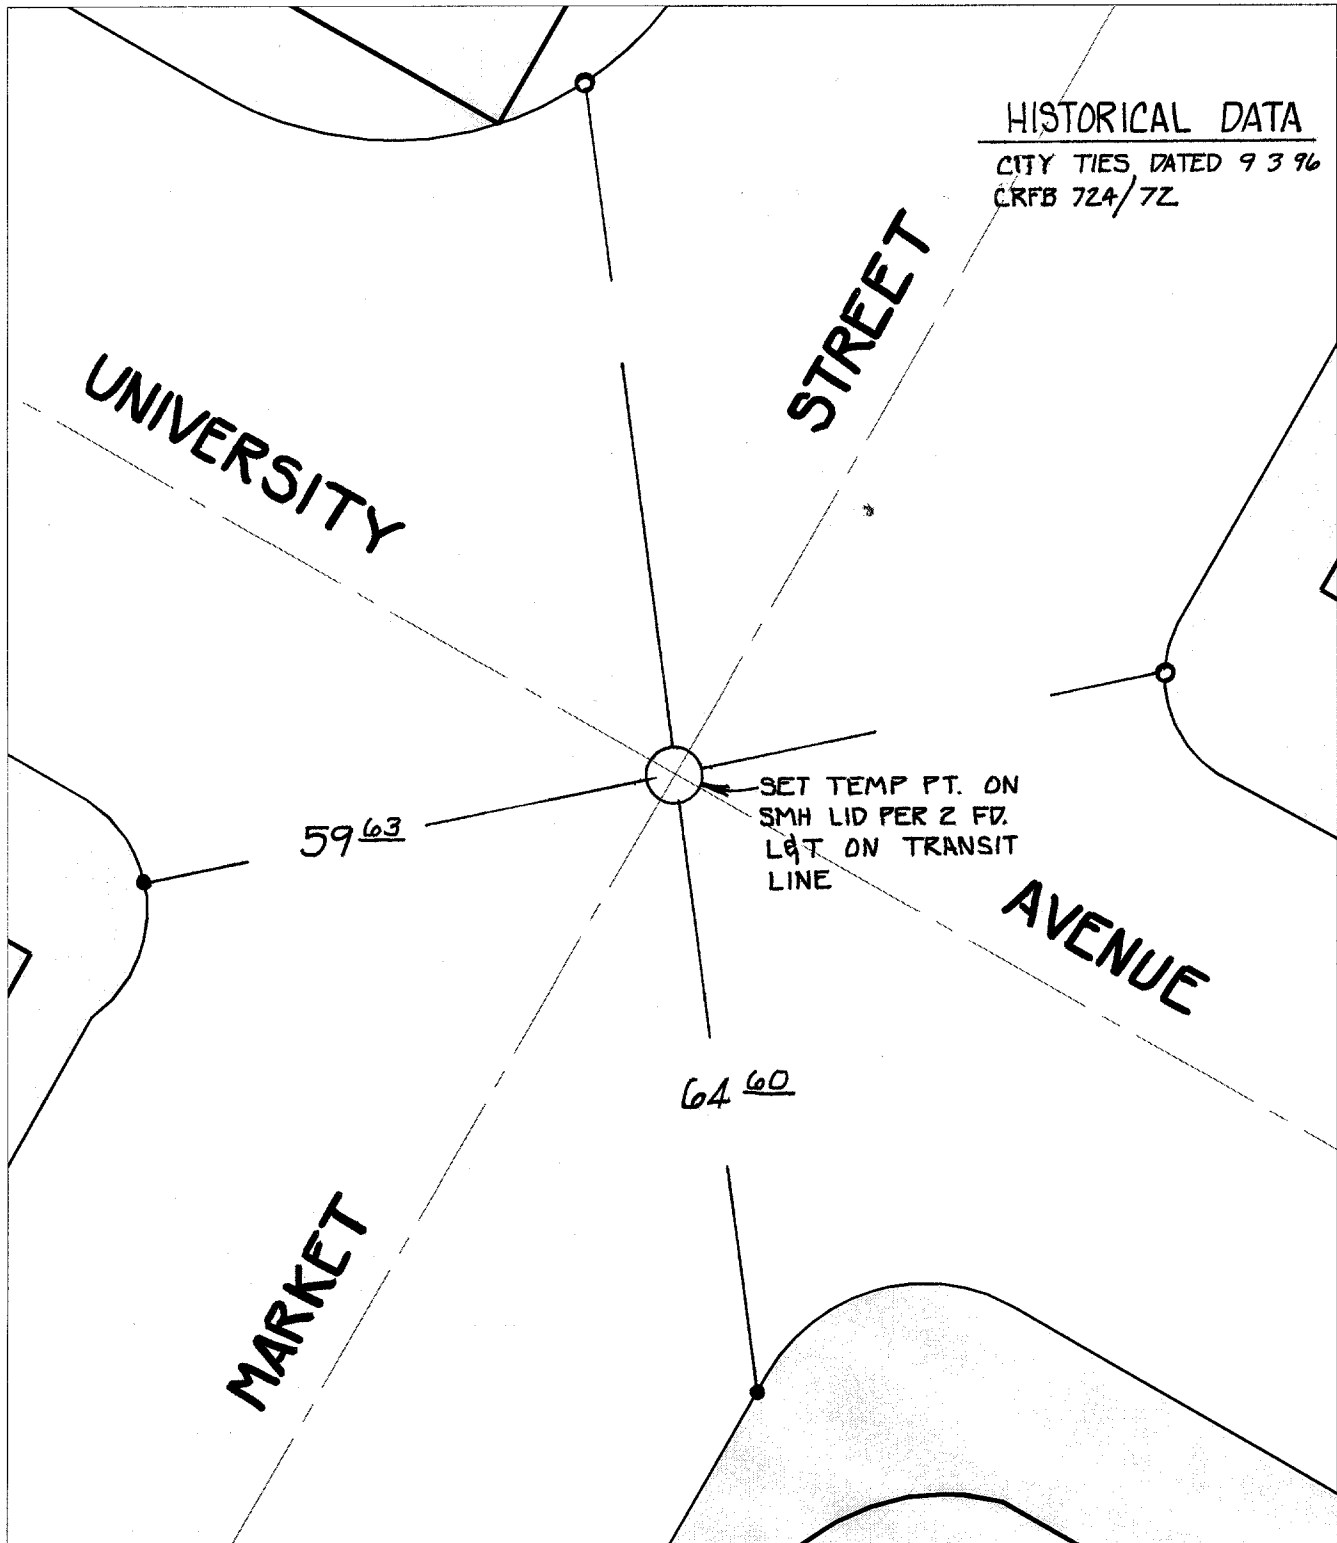 HISTORICAL DATA
CITY TIES DATED 9 3 96
CRFB 724/72
STREET
UNIVERSITY
SET TEMP PT. ON
SMH LID PER 2 FD.
L&T ON TRANSIT
LINE
59 63
AVENUE
64 60
MARKET